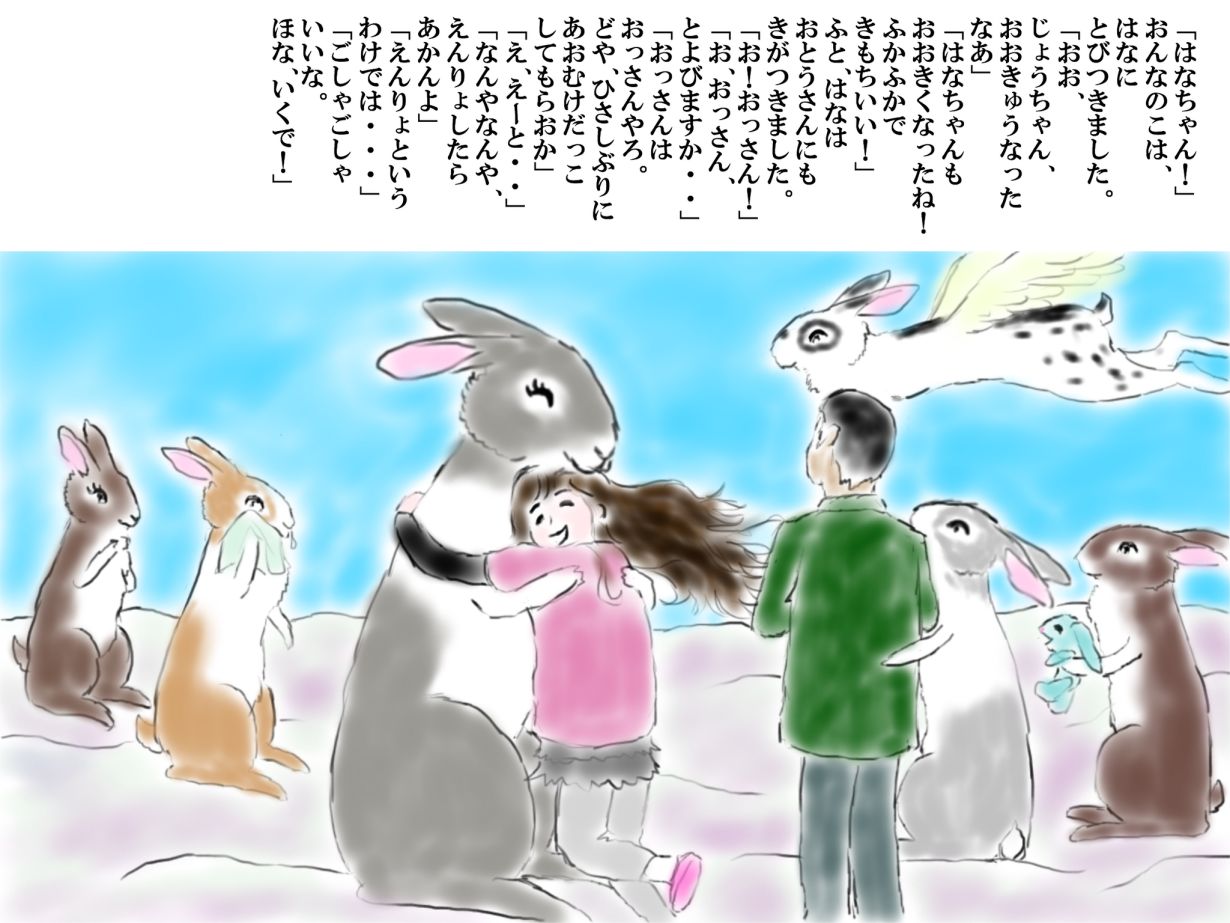 「はなちゃん！」
おんなのこは、
はなに
とびつきました。
「おお、
じょうちゃん、
おおきゅうなった
なあ」
「はなちゃんも
おおきくなったね！
ふかふかで
きもちいい！」
ふと、はなは
おとうさんにも
きがつきました。
「お！おっさん！」
「お、おっさん、
とよびますか・・」
「おっさんは
おっさんやろ。
どや、ひさしぶりに
あおむけだっこ
してもらおか」
「え、えーと・・」
「なんやなんや、
えんりょしたら
あかんよ」
「えんりょという
わけでは・・・」
「ごしゃごしゃ
いいな。
ほな、いくで！」